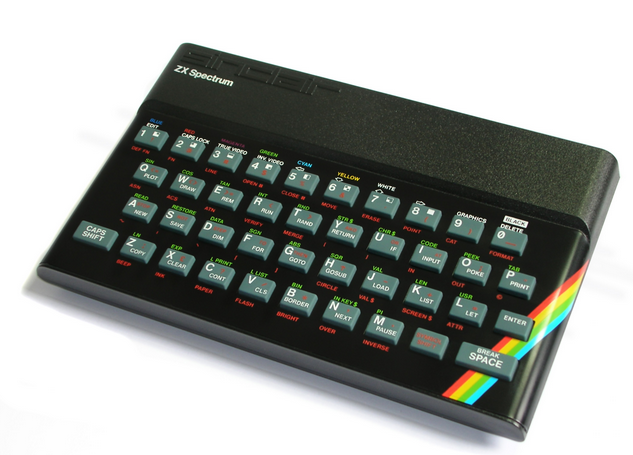 sinclair
ZX Spectrum
BLUE RED MAGENTA GREEN CYAN YELLOW WHITE BLACK
EDIT CAPS LOCK TRUE VIDEO INV. VIDEO GRAPHICS DELETE
1 2 3 4 5 6 7 8 9 0
DEF FN FN LINE OPEN # CLOSE # MOVE ERASE POINT CAT FORMAT
SIN COS TAN INT RND STR $ CHR $ CODE PEEK TAB
Q PLOT W DRAW E REM R RUN T RAND Y RETURN U IF I INPUT O POKE P PRINT
ASN ACS ATN VERIFY MERGE [ ] IN OUT ©
READ RESTORE DATA SGN ABS SQR VAL LEN USR
A NEW S SAVE D DIM F FOR G GOTO H GOSUB J LOAD K LIST L LET ENTER
~ | \ { } CIRCLE VAL $ SCREEN $ ATTR
LN EXP L PRINT L LIST BIN IN KEY $ PI
CAPS SHIFT Z COPY X CLEAR C CONT V CLS B BORDER N NEXT M PAUSE BREAK SPACE
BEEP INK PAPER FLASH BRIGHT OVER INVERSE